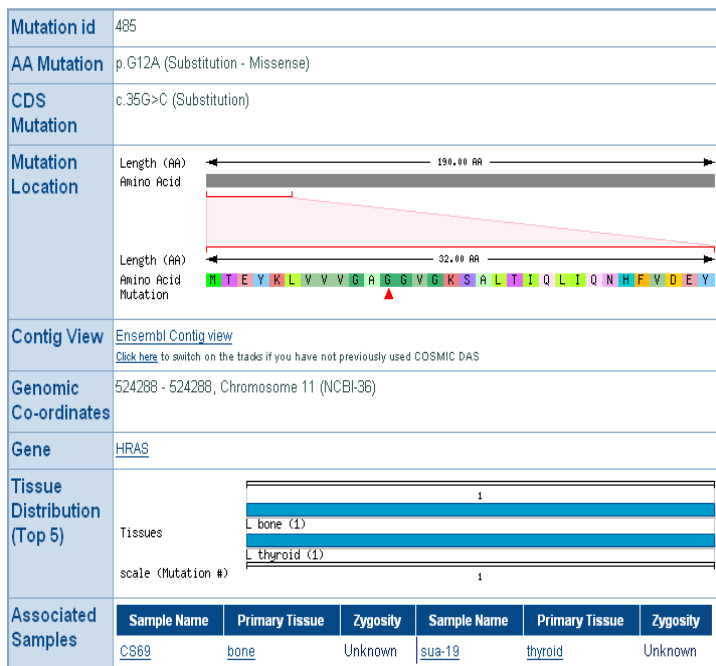 Mutation id 485
AA Mutation p.G12A (Substitution - Missense)
CDS Mutation c.35G>C (Substitution)
Mutation Location
Length (AA) 190.00 AA
Amino Acid
Length (AA) 32.00 AA
Amino Acid M T E Y K L V V V G A G G V G K S A L T I Q L I Q N H F V D E Y
Mutation
Contig View Ensembl Contig view
Click here to switch on the tracks if you have not previously used COSMIC DAS
Genomic Co-ordinates 524288 - 524288, Chromosome 11 (NCBI-36)
Gene HRAS
Tissue Distribution (Top 5)
1
L bone (1)
Tissues
L thyroid (1)
scale (Mutation #) 1
Associated Samples
Sample Name Primary Tissue Zygosity Sample Name Primary Tissue Zygosity
CS69 bone Unknown sua-19 thyroid Unknown